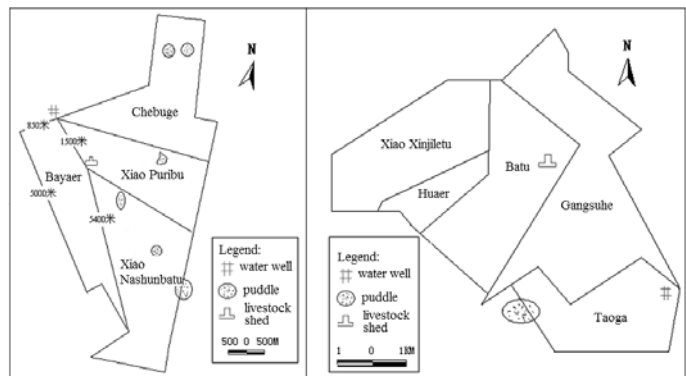 N
Chebuge
850米
1500米
Bayaer
Xiao Puribu
5000米
5400米
Xiao
Nashunbatu
Legend:
water well
puddle
livestock
shed
500 0 500M
N
Xiao Xinjiletu
Huaer
Batu
Gangsuhe
Taoga
Legend:
water well
puddle
livestock
shed
1 0 1KM